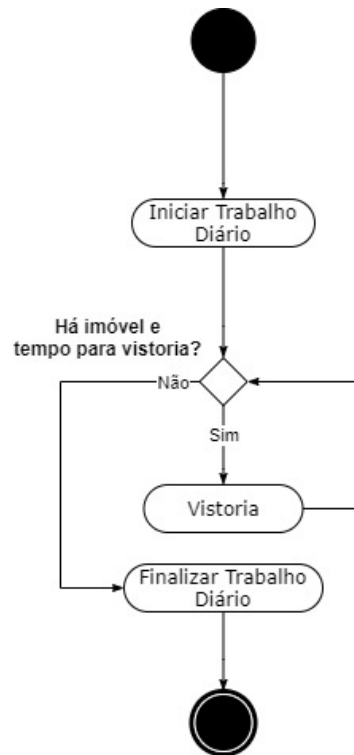 Iniciar Trabalho
Diário
Há imóvel e
tempo para vistoria?
Não
Sim
Vistoria
Finalizar Trabalho
Diário